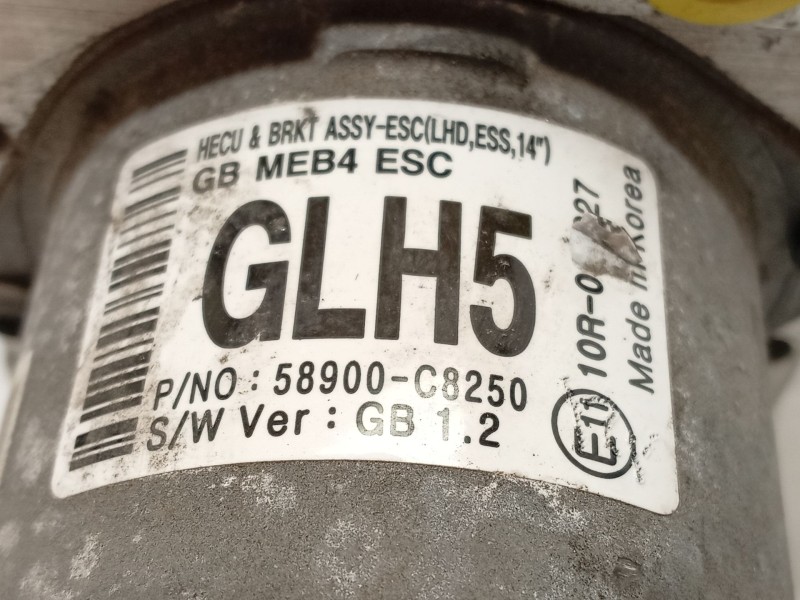 HECU & BRKT ASSY-ESC(LHD,ESS,14")
GB MEB4 ESC
GLH5
P/NO : 58900-C8250
S/W Ver : GB 1.2
E11
Made in Korea